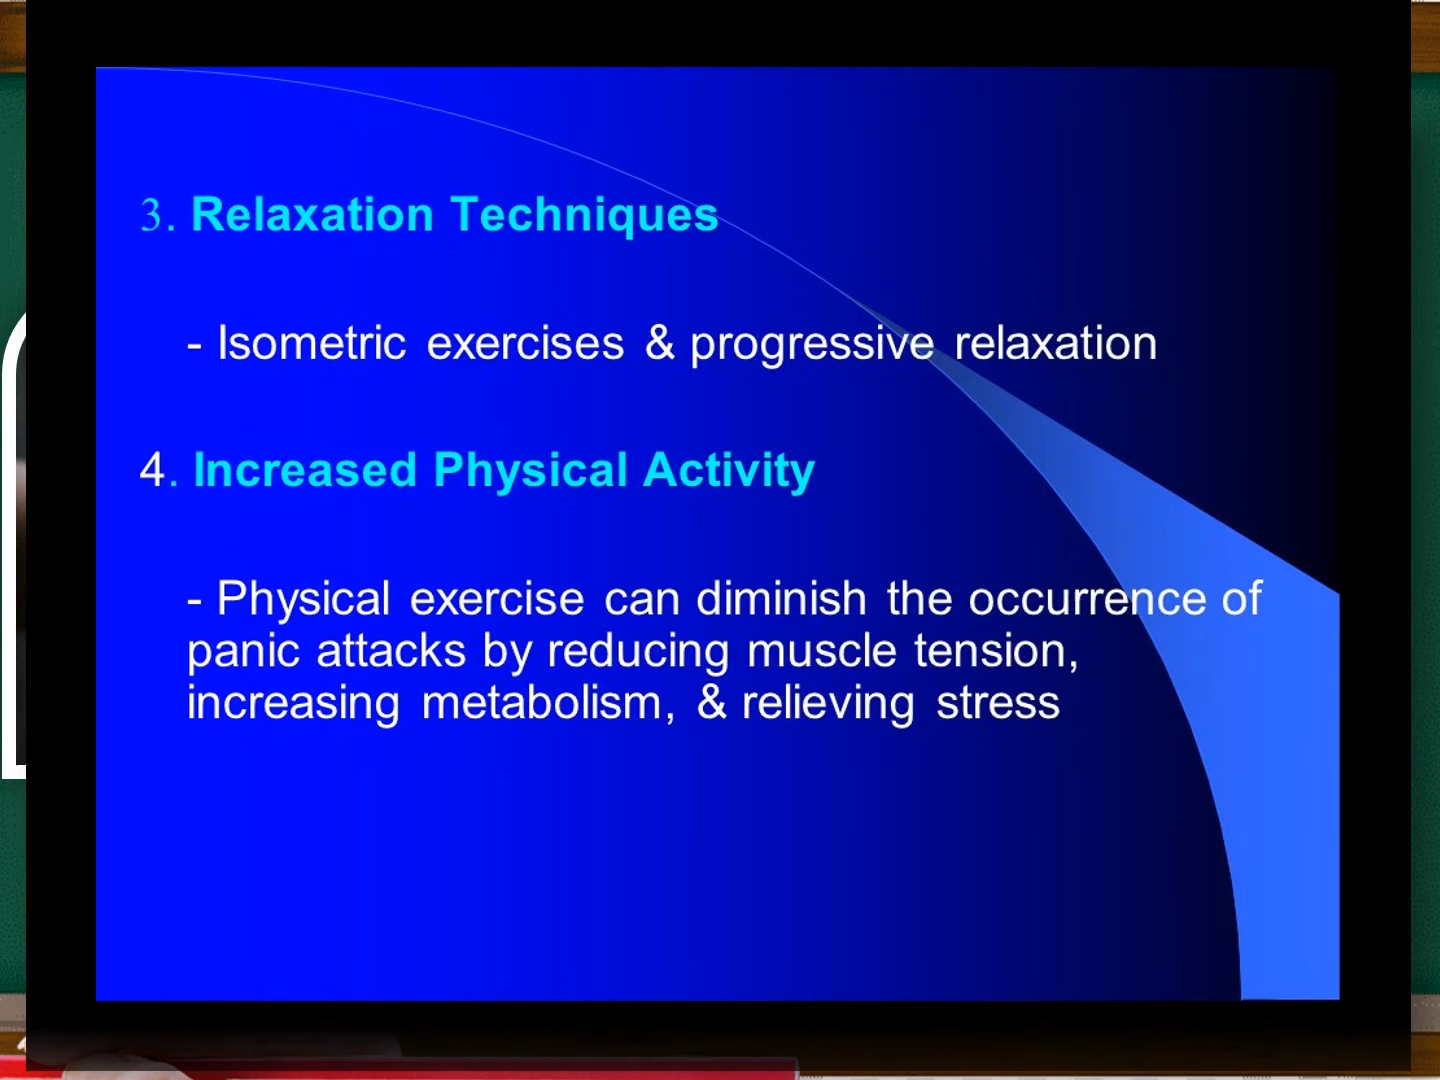 3. Relaxation Techniques
- Isometric exercises & progressive relaxation
4. Increased Physical Activity
- Physical exercise can diminish the occurrence of
panic attacks by reducing muscle tension,
increasing metabolism, & relieving stress